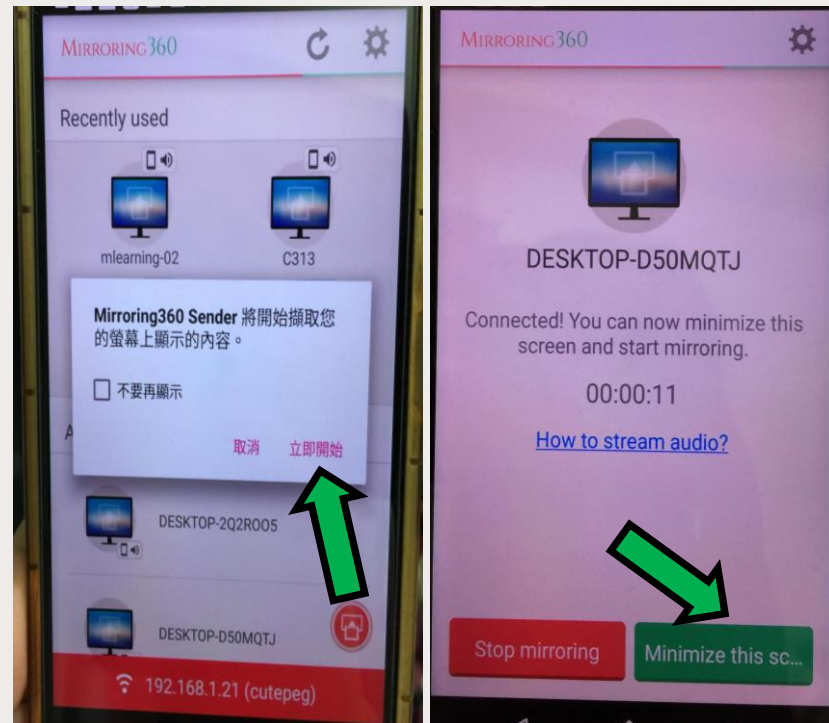 MIRRORING360
Recently used
mlearning-02
C313
Mirroring360 Sender 將開始擷取您
的螢幕上顯示的內容。
不要再顯示
取消
立即開始
A
DESKTOP-2Q2ROO5
DESKTOP-D50MQTJ
192.168.1.21 (cutepeg)
MIRRORING360
DESKTOP-D50MQTJ
Connected! You can now minimize this
screen and start mirroring.
00:00:11
How to stream audio?
Stop mirroring
Minimize this sc...